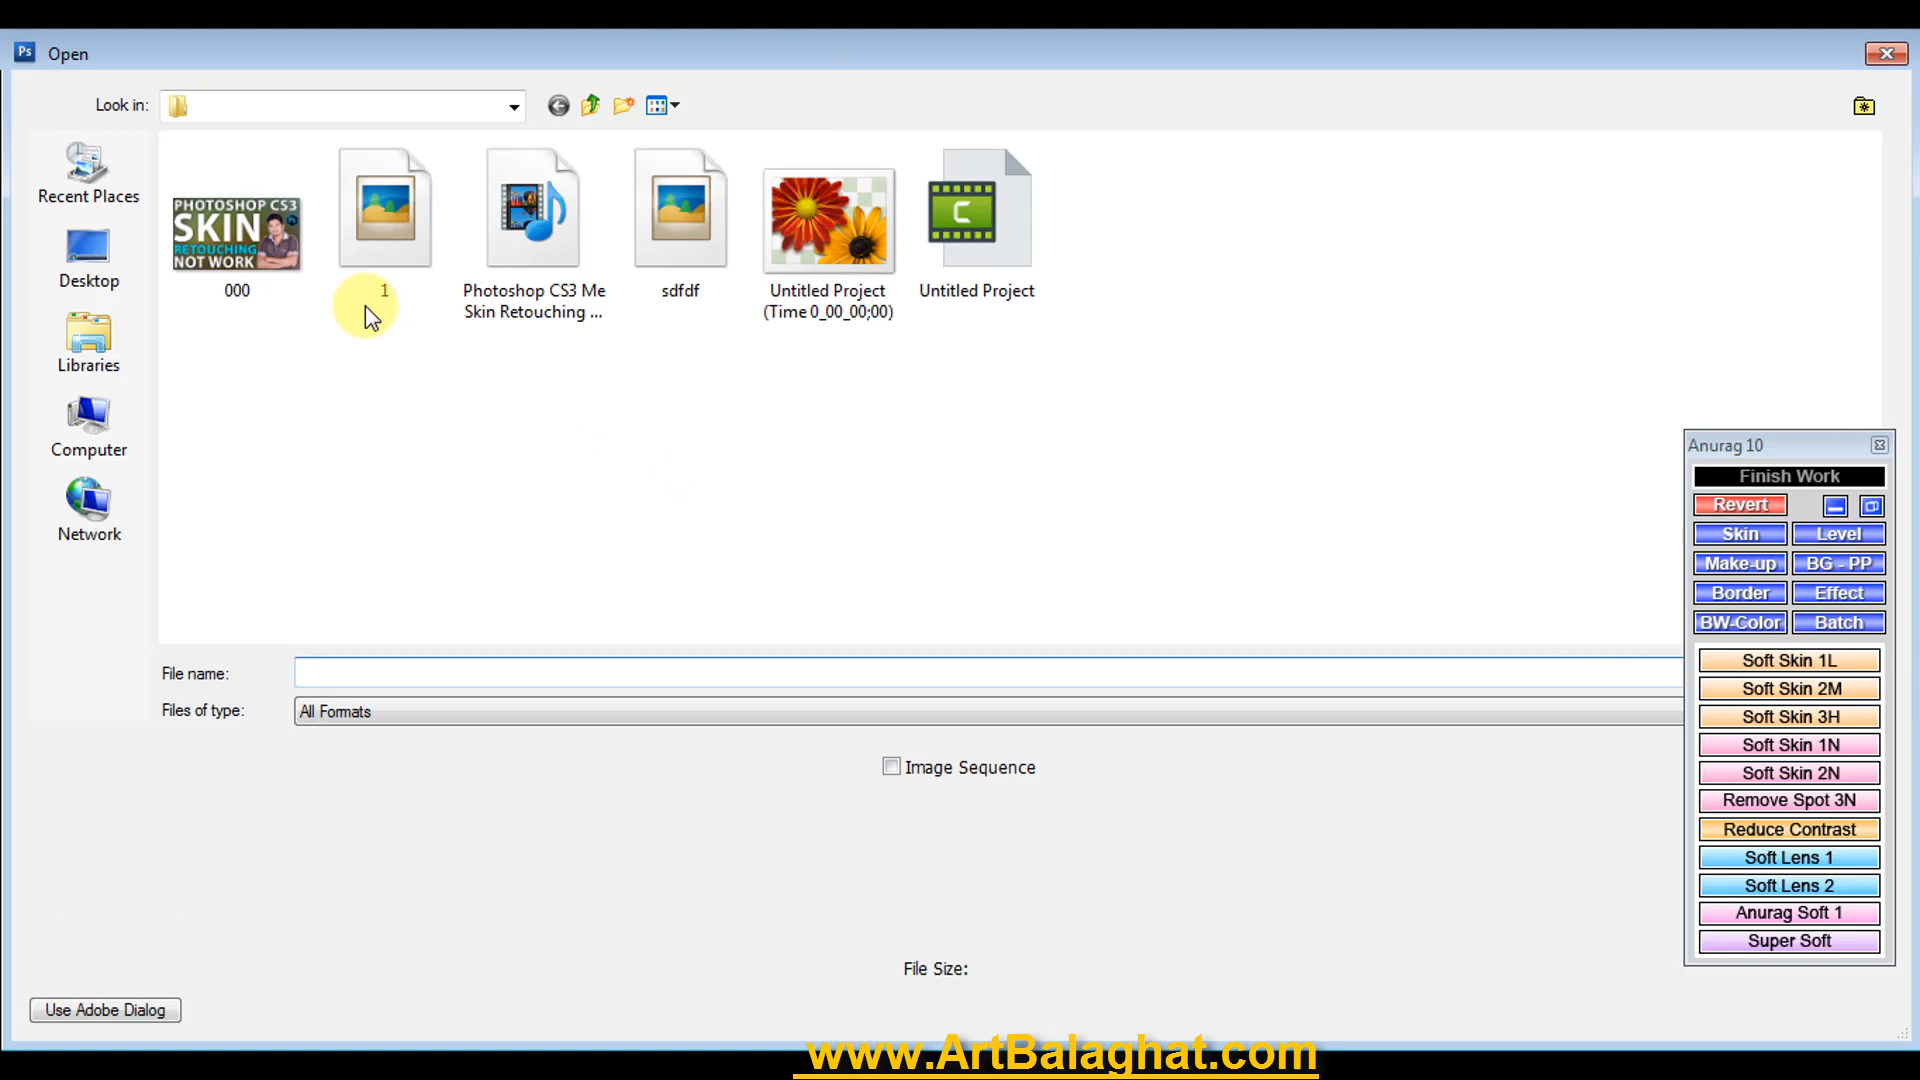 Ps Open
Look in:
Recent Places
Desktop
Libraries
Computer
Network
PHOTOSHOP CS3
SKIN
RETOUCHING
NOT WORK
000
1
Photoshop CS3 Me
Skin Retouching ...
sdfdf
Untitled Project
(Time 0_00_00;00)
C
Untitled Project
File name:
Files of type:
All Formats
Image Sequence
File Size:
Use Adobe Dialog
Anurag 10
Finish Work
Revert
Skin
Level
Make-up
BG - PP
Border
Effect
BW-Color
Batch
Soft Skin 1L
Soft Skin 2M
Soft Skin 3H
Soft Skin 1N
Soft Skin 2N
Remove Spot 3N
Reduce Contrast
Soft Lens 1
Soft Lens 2
Anurag Soft 1
Super Soft
www.ArtBalaghat.com